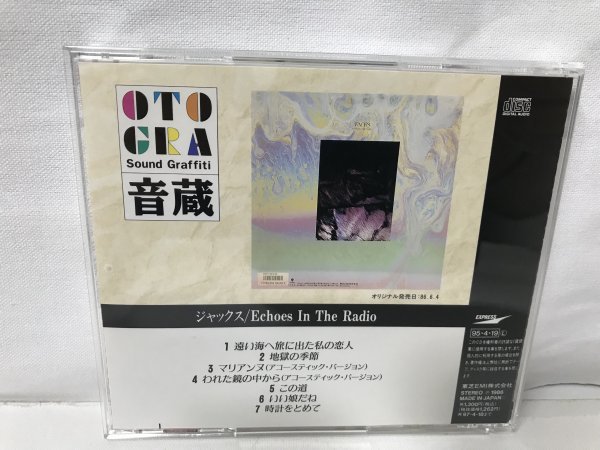 OTO
GRA
Sound Graffiti
音蔵
COMPACT
disc
DIGITAL AUDIO
オリジナル発売日:86.6.4
ジャックス/Echoes In The Radio
1 遠い海へ旅に出た私の恋人
2 地獄の季節
3 マリアンヌ(アコースティック・バージョン)
4 われた鏡の中から(アコースティック・バージョン)
5 この道
6 いい娘だね
7 時計をとめて
EXPRESS
95・4・19 L
東芝EMI株式会社
STEREO ℗1986
MADE IN JAPAN